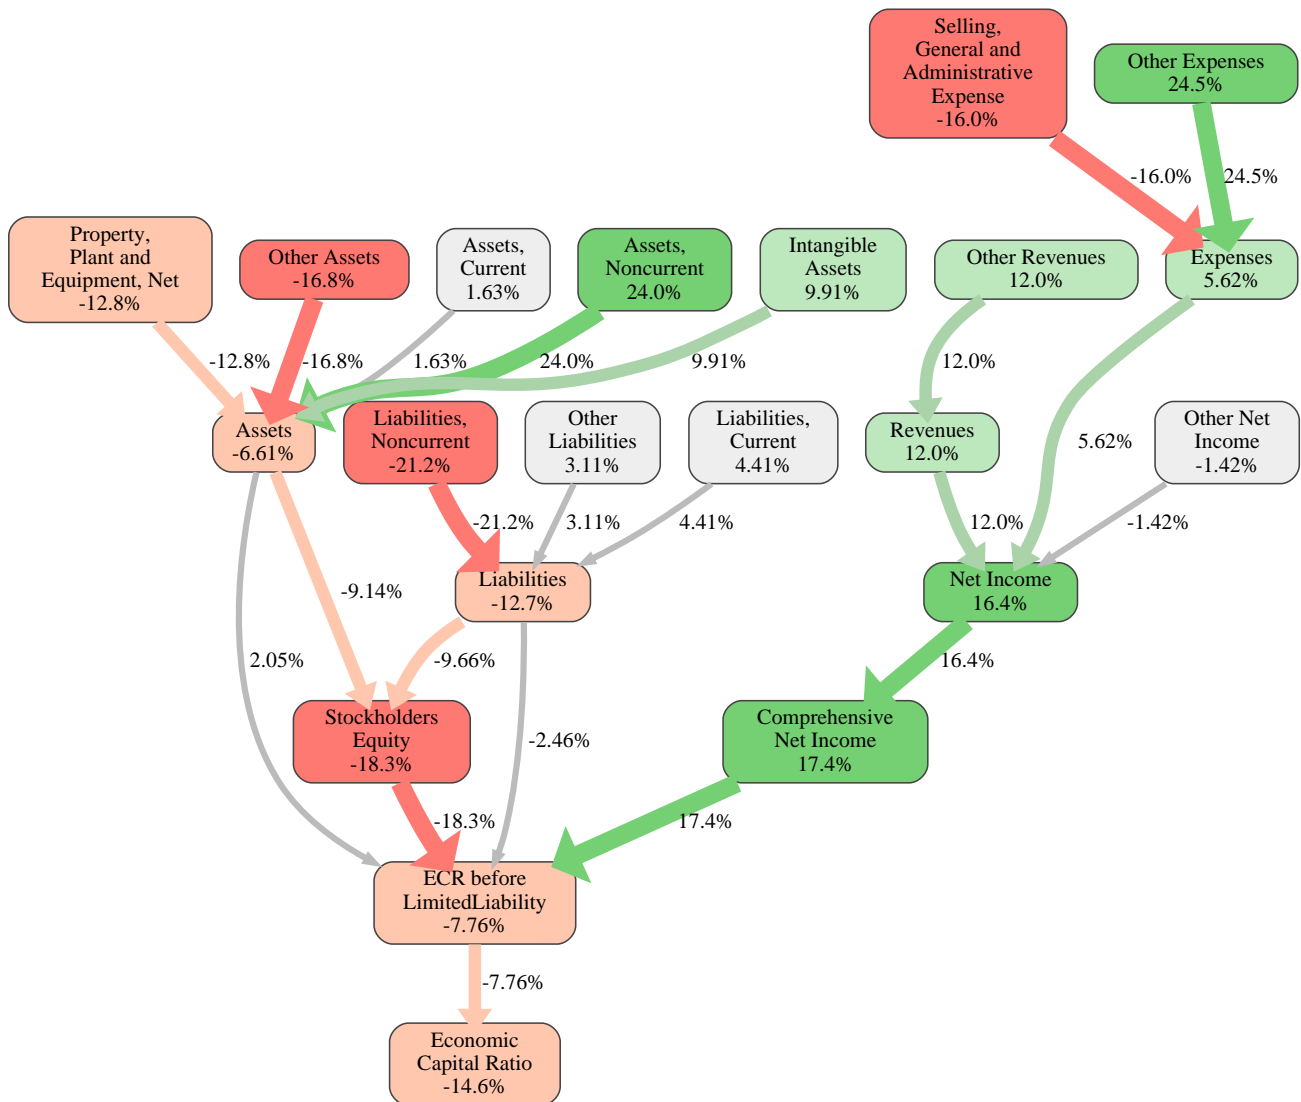 Selling,
General and
Administrative
Expense
-16.0%
Other Expenses
24.5%
-16.0%
24.5%
Property,
Plant and
Equipment, Net
-12.8%
Other Assets
-16.8%
Assets,
Current
1.63%
Assets,
Noncurrent
24.0%
Intangible
Assets
9.91%
Other Revenues
12.0%
Expenses
5.62%
-12.8%
-16.8%
1.63%
24.0%
9.91%
12.0%
5.62%
Assets
-6.61%
Liabilities,
Noncurrent
-21.2%
Other
Liabilities
3.11%
Liabilities,
Current
4.41%
Revenues
12.0%
Other Net
Income
-1.42%
-21.2%
3.11%
4.41%
12.0%
-1.42%
-9.14%
Liabilities
-12.7%
Net Income
16.4%
2.05%
-9.66%
16.4%
Stockholders
Equity
-18.3%
-2.46%
Comprehensive
Net Income
17.4%
-18.3%
17.4%
ECR before
LimitedLiability
-7.76%
-7.76%
Economic
Capital Ratio
-14.6%